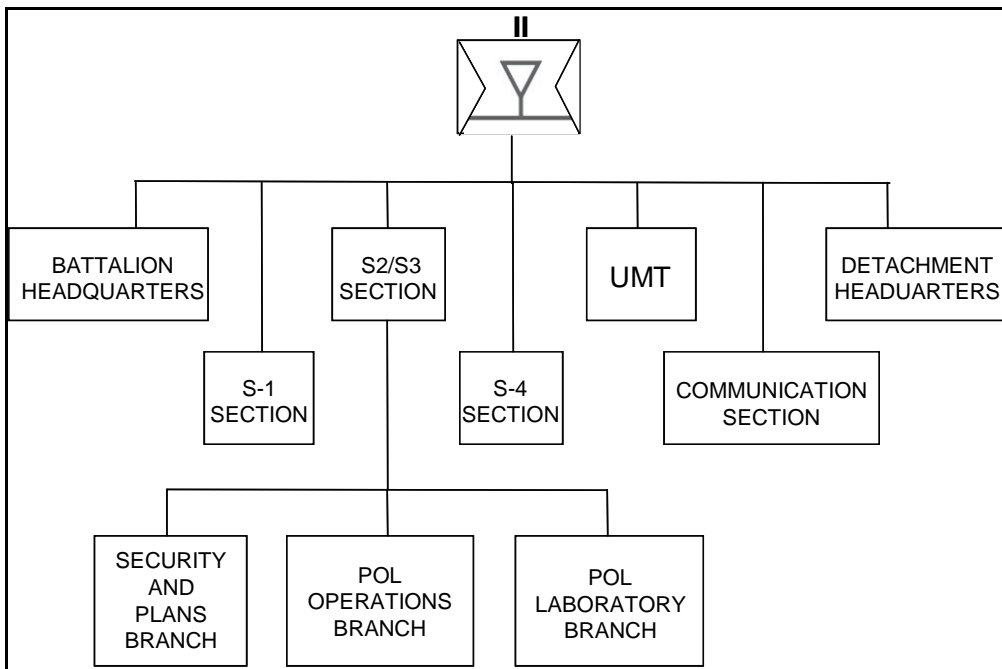 II
BATTALION
HEADQUARTERS
S2/S3
SECTION
UMT
DETACHMENT
HEADUARTERS
S-1
SECTION
S-4
SECTION
COMMUNICATION
SECTION
SECURITY
AND
PLANS
BRANCH
POL
OPERATIONS
BRANCH
POL
LABORATORY
BRANCH